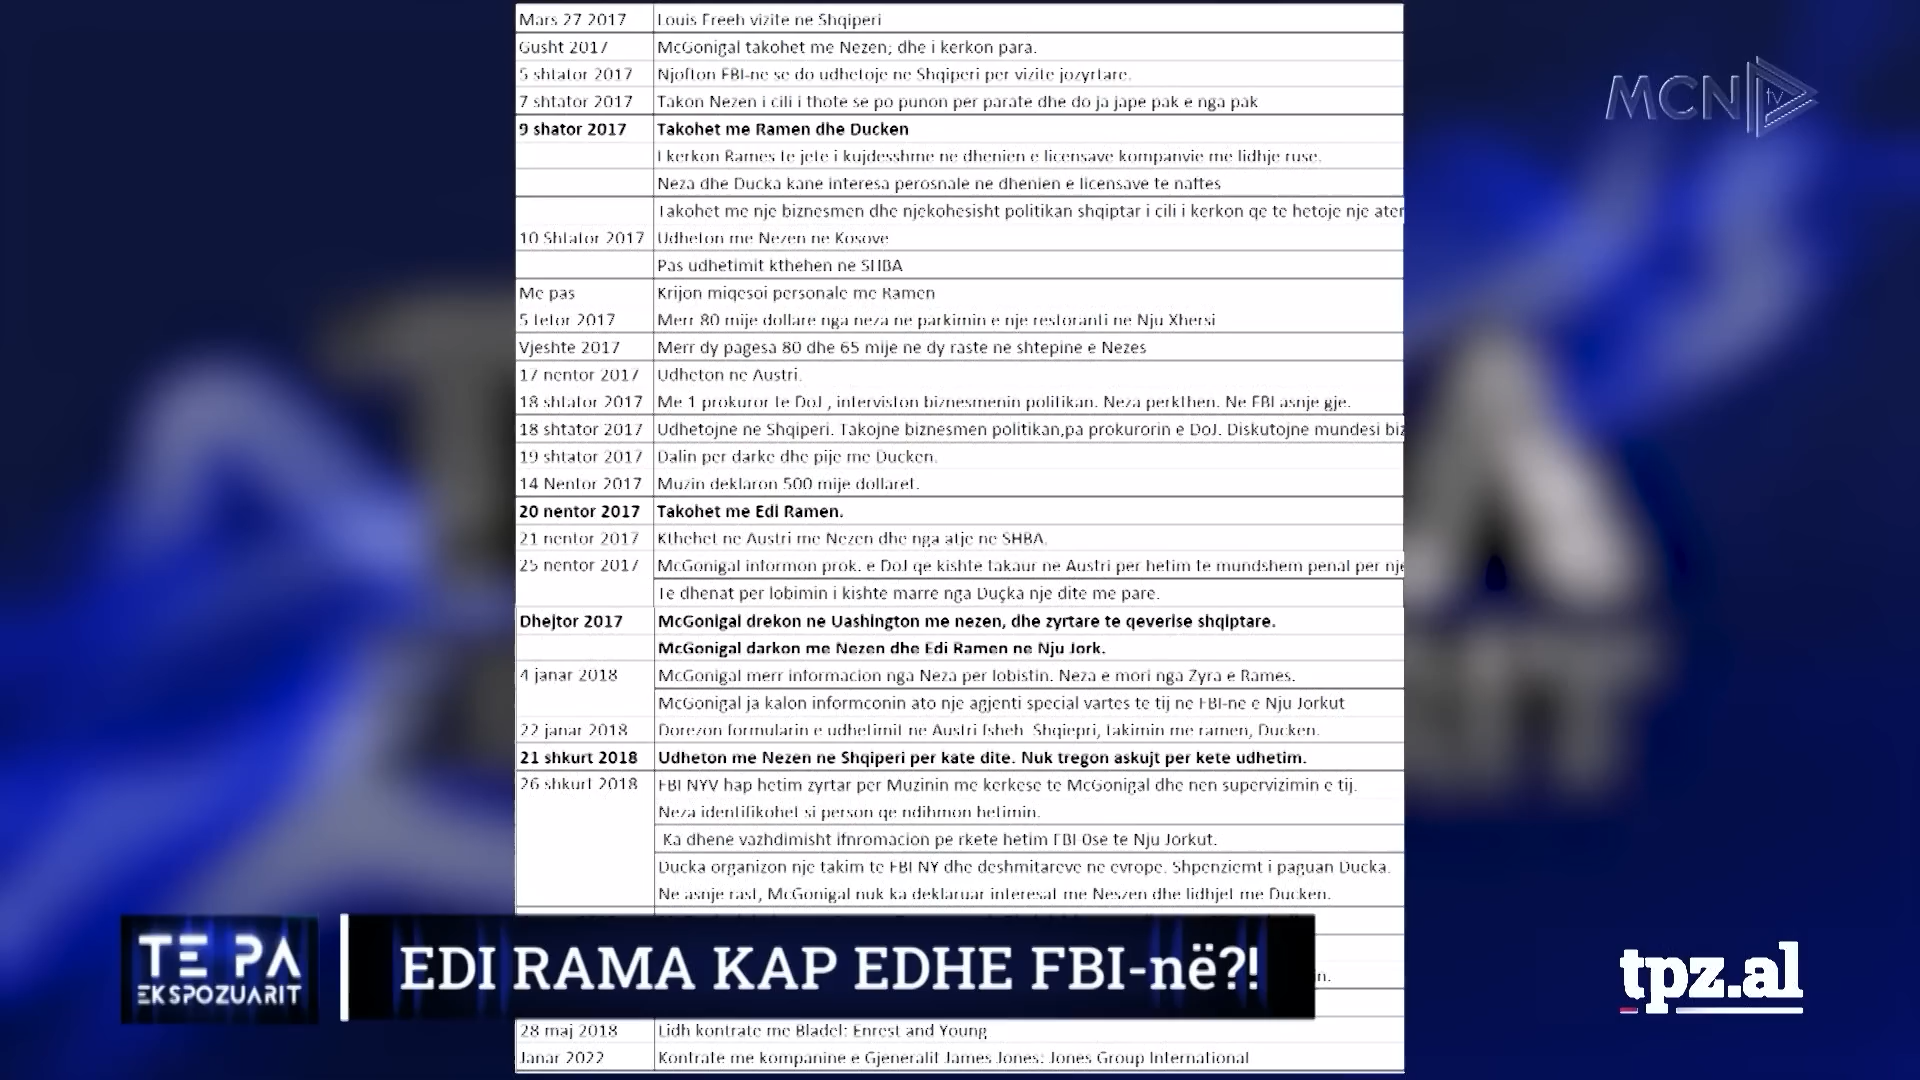 Mars 27 2017 Louis Freeh vizite ne Shqiperi
Gusht 2017 McGonigal takohet me Nezen; dhe i kerkon para.
5 shtator 2017 Njofton FBI-ne se do udhetoje ne Shqiperi per vizite jozyrtare.
7 shtator 2017 Takon Nezen i cili i thote se po punon per parate dhe do ja jape pak e nga pak
9 shator 2017 Takohet me Ramen dhe Ducken
I kerkon Rames te jete i kujdesshme ne dhenien e licensave kompanvie me lidhje ruse.
Neza dhe Ducka kane interesa perosnale ne dhenien e licensave te naftes
Takohet me nje biznesmen dhe njekohesisht politikan shqiptar i cili i kerkon qe te hetoje nje ater
10 Shtator 2017 Udheton me Nezen ne Kosove
Pas udhetimit kthehen ne SHBA
Me pas Krijon miqesoi personale me Ramen
5 tetor 2017 Merr 80 mije dollare nga neza ne parkimin e nje restoranti ne Nju Xhersi
Vjeshte 2017 Merr dy pagesa 80 dhe 65 mije ne dy raste ne shtepine e Nezes
17 nentor 2017 Udheton ne Austri.
18 shtator 2017 Me 1 prokuror te DoJ , interviston biznesmenin politikan. Neza perkthen. Ne FBI asnje gje.
18 shtator 2017 Udhetojne ne Shqiperi. Takojne biznesmen politikan,pa prokurorin e DoJ. Diskutojne mundesi biz
19 shtator 2017 Dalin per darke dhe pije me Ducken.
14 Nentor 2017 Muzin deklaron 500 mije dollaret.
20 nentor 2017 Takohet me Edi Ramen.
21 nentor 2017 Kthehet ne Austri me Nezen dhe nga atje ne SHBA.
25 nentor 2017 McGonigal informon prok. e DoJ qe kishte takaur ne Austri per hetim te mundshem penal per nje
Te dhenat per lobimin i kishte marre nga Duçka nje dite me pare.
Dhejtor 2017 McGonigal drekon ne Uashington me nezen, dhe zyrtare te qeverise shqiptare.
McGonigal darkon me Nezen dhe Edi Ramen ne Nju Jork.
4 janar 2018 McGonigal merr informacion nga Neza per lobistin. Neza e mori nga Zyra e Rames.
McGonigal ja kalon informconin ato nje agjenti special vartes te tij ne FBI-ne e Nju Jorkut
22 janar 2018 Dorezon formularin e udhetimit ne Austri fsheh Shqiepri, takimin me ramen, Ducken.
21 shkurt 2018 Udheton me Nezen ne Shqiperi per kate dite. Nuk tregon askujt per kete udhetim.
26 shkurt 2018 FBI NYV hap hetim zyrtar per Muzinin me kerkese te McGonigal dhe nen supervizimin e tij.
Neza identifikohet si person qe ndihmon hetimin.
Ka dhene vazhdimisht ifnromacion pe rkete hetim FBI 0se te Nju Jorkut.
Ducka organizon nje takim te FBI NY dhe deshmitareve ne evrope. Shpenziemt i paguan Ducka.
Ne asnje rast, McGonigal nuk ka deklaruar interesat me Neszen dhe lidhjet me Ducken.
28 maj 2018 Lidh kontrate me Bladel: Enrest and Young
Janar 2022 Kontrate me kompanine e Gjeneralit James Jones: Jones Group International
MCN tv
TE PA
EKSPOZUARIT
EDI RAMA KAP EDHE FBI-në?!
tpz.al